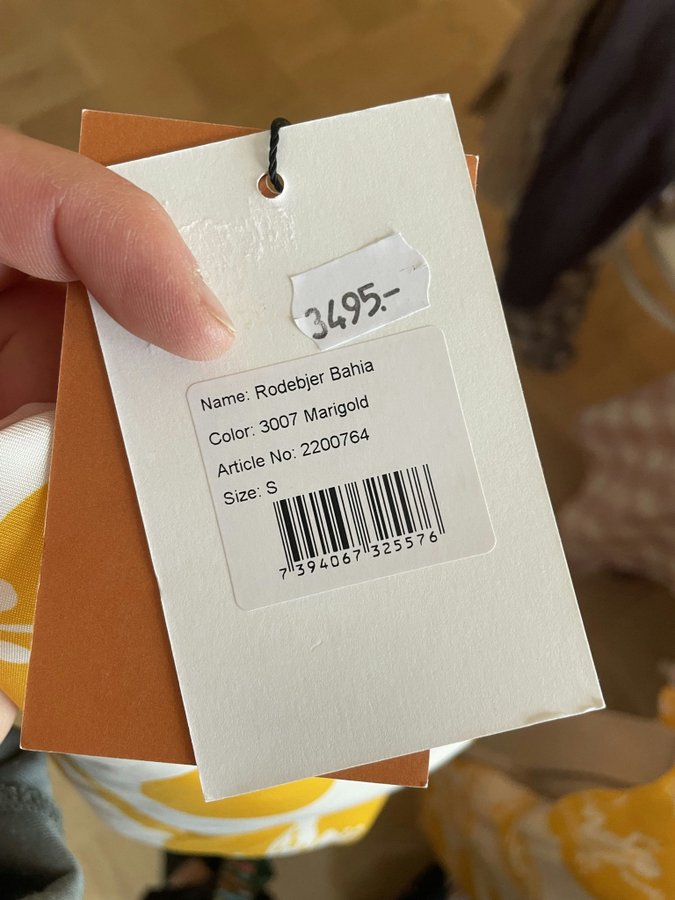 3495.-
Name: Rodebjer Bahia
Color: 3007 Marigold
Article No: 2200764
Size: S
7 394067 325576